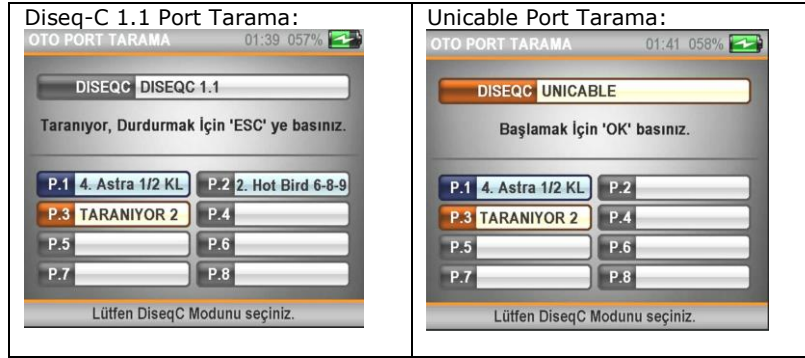 Diseq-C 1.1 Port Tarama:
OTO PORT TARAMA 01:39 057%
DISEQC DISEQC 1.1
Taranıyor, Durdurmak İçin 'ESC' ye basınız.
P.1 4. Astra 1/2 KL P.2 2. Hot Bird 6-8-9
P.3 TARANIYOR 2 P.4
P.5 P.6
P.7 P.8
Lütfen DiseqC Modunu seçiniz.
Unicable Port Tarama:
OTO PORT TARAMA 01:41 058%
DISEQC UNICABLE
Başlamak İçin 'OK' basınız.
P.1 4. Astra 1/2 KL P.2
P.3 TARANIYOR 2 P.4
P.5 P.6
P.7 P.8
Lütfen DiseqC Modunu seçiniz.